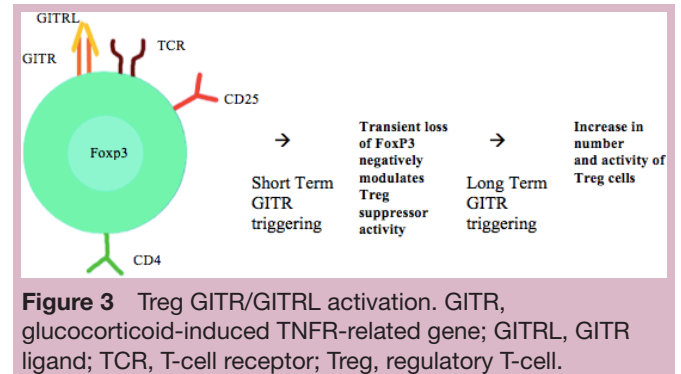 GITRL
GITR
TCR
CD25
Foxp3
CD4
→
Short Term
GITR
triggering
Transient loss
of FoxP3
negatively
modulates
Treg
suppressor
activity
→
Long Term
GITR
triggering
Increase in
number
and activity of
Treg cells
Figure 3 Treg GITR/GITRL activation. GITR,
glucocorticoid-induced TNFR-related gene; GITRL, GITR
ligand; TCR, T-cell receptor; Treg, regulatory T-cell.